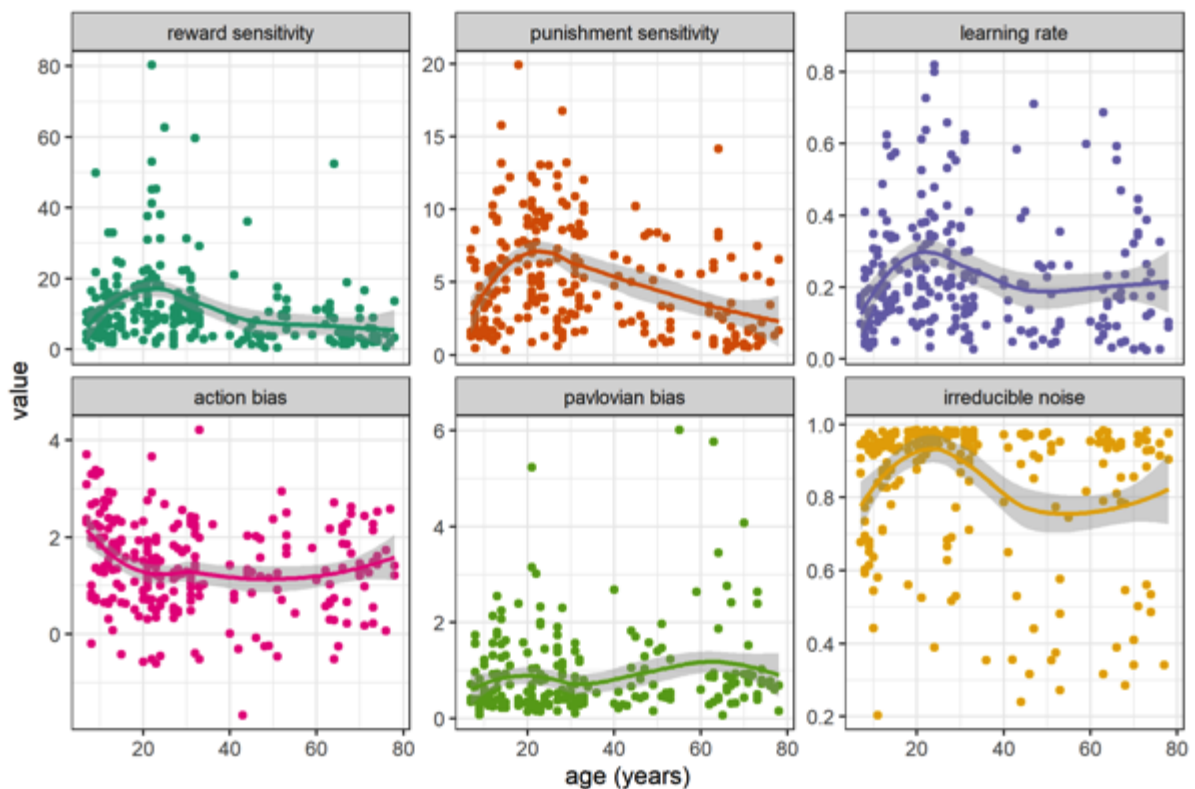 reward sensitivity
punishment sensitivity
learning rate
80
60
40
20
0
20
15
10
5
0
0.8
0.6
0.4
0.2
0.0
action bias
pavlovian bias
irreducible noise
4
2
0
6
4
2
0
1.0
0.8
0.6
0.4
0.2
20 40 60 80
20 40 60 80
20 40 60 80
value
age (years)